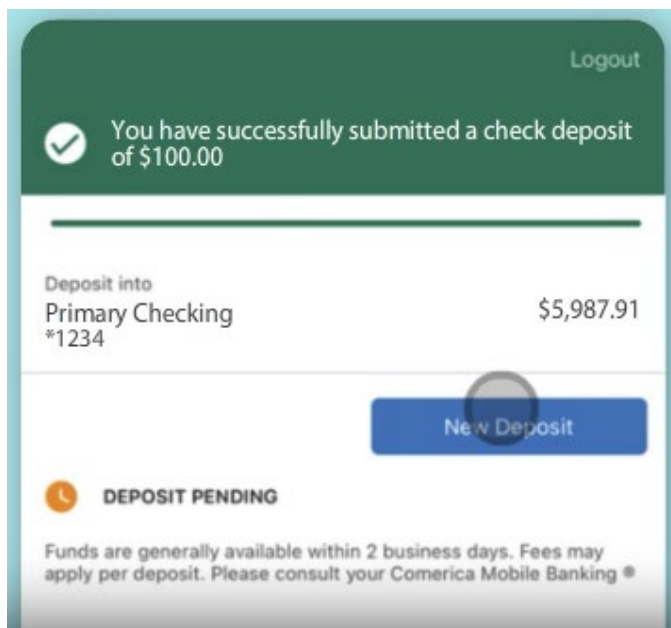 Logout
You have successfully submitted a check deposit
of $100.00
Deposit into
Primary Checking
$5,987.91
*1234
New Deposit
DEPOSIT PENDING
Funds are generally available within 2 business days. Fees may
apply per deposit. Please consult your Comerica Mobile Banking ®